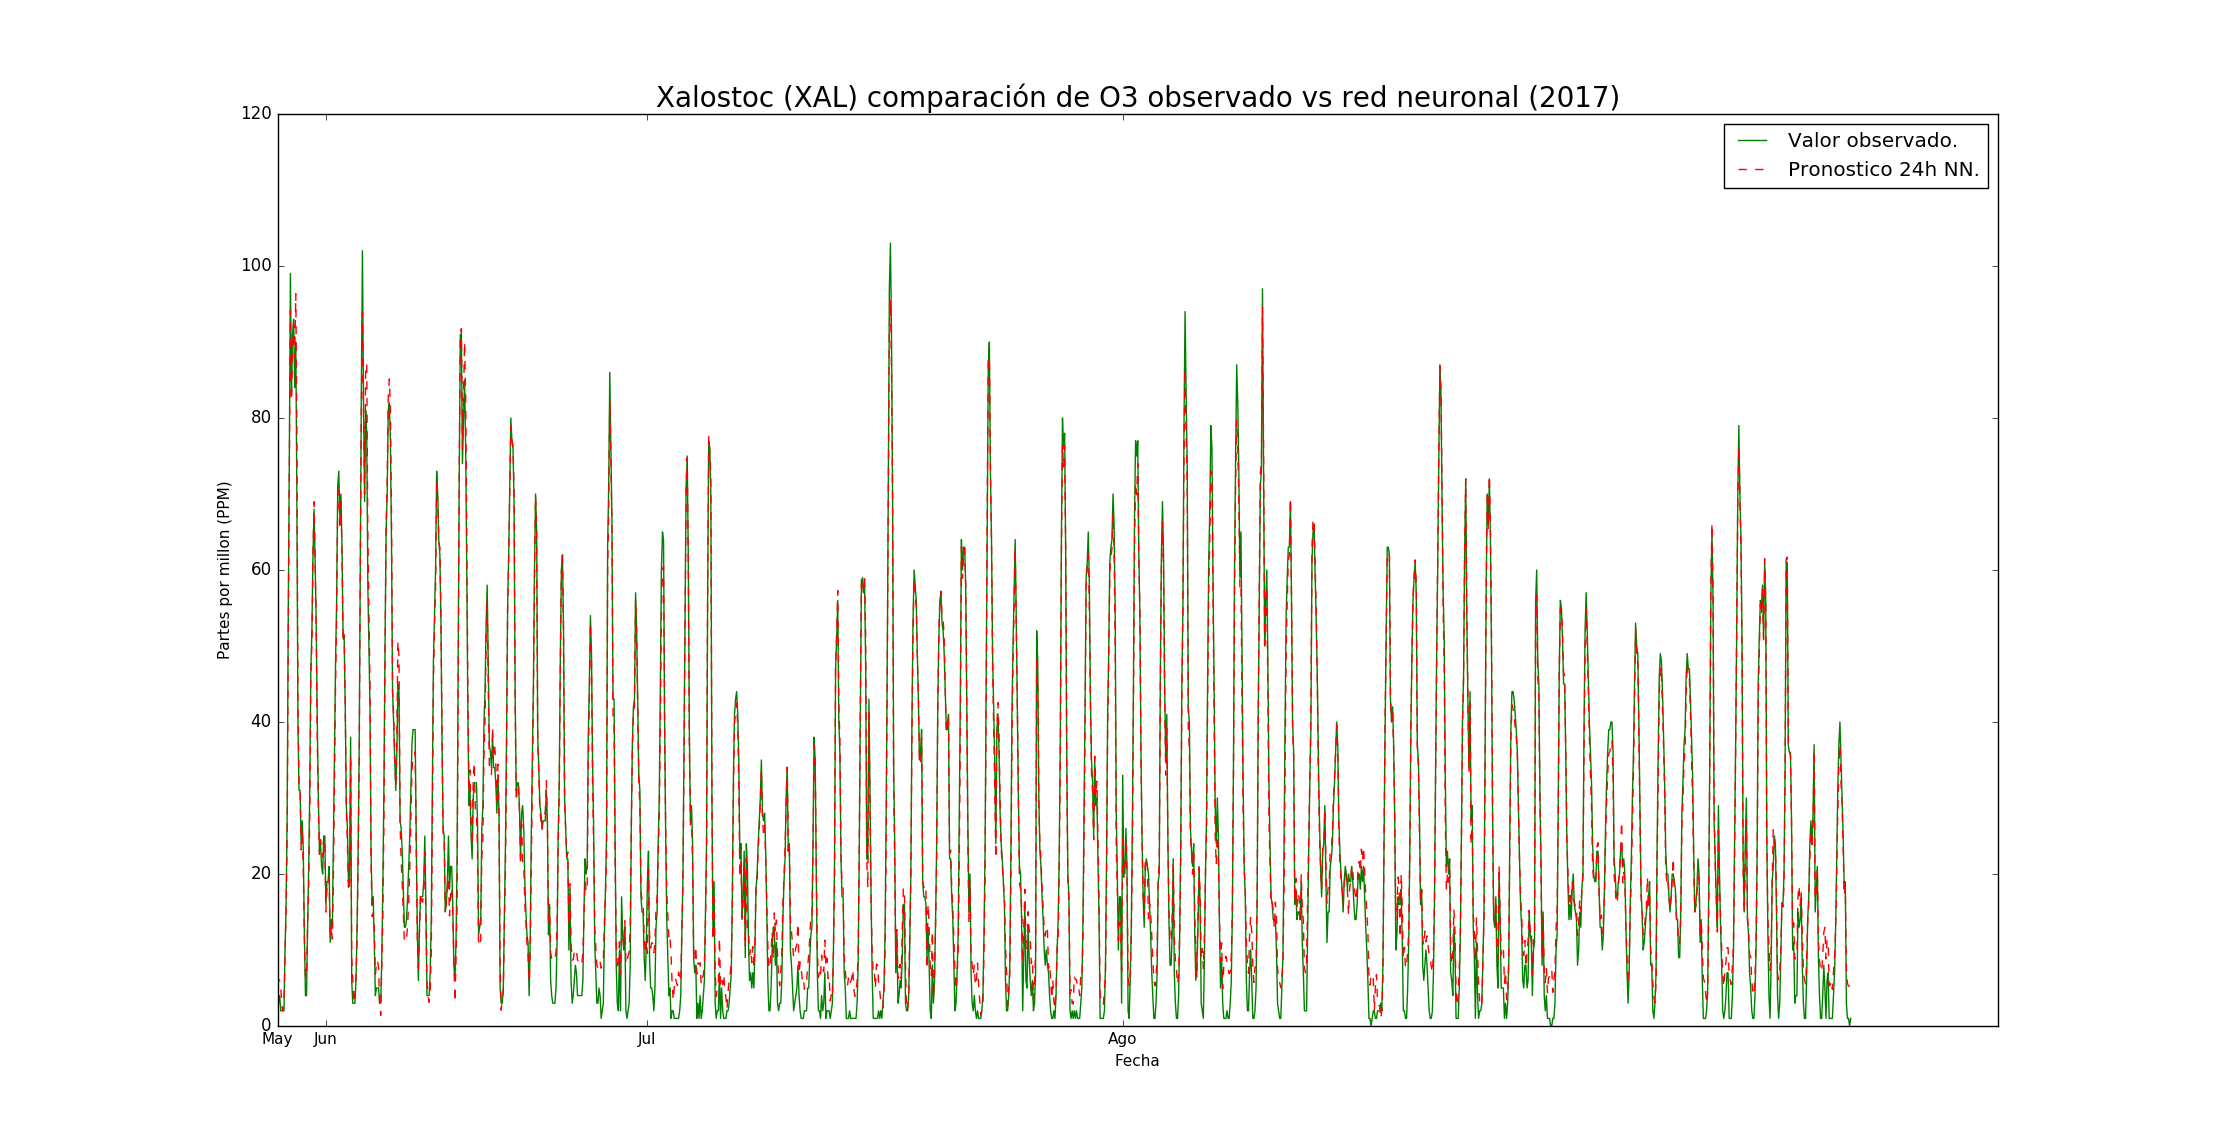 Xalostoc (XAL) comparación de O3 observado vs red neuronal (2017)
Valor observado.
Pronostico 24h NN.
Partes por millon (PPM)
120
100
80
60
40
20
0
May Jun Jul Ago
Fecha